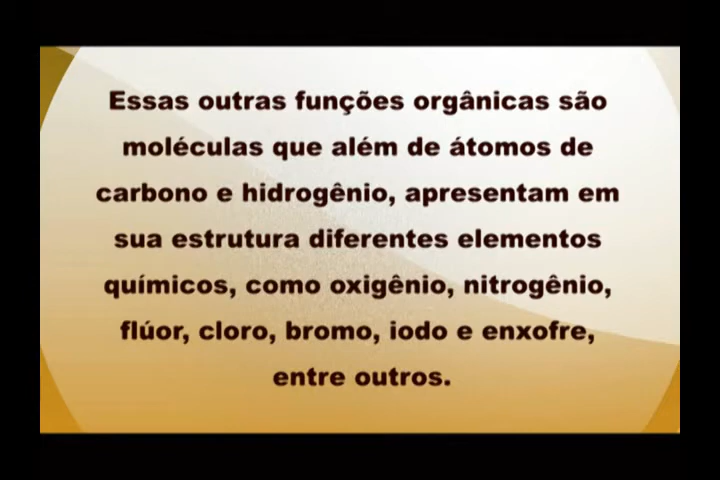 Essas outras funções orgânicas são
moléculas que além de átomos de
carbono e hidrogênio, apresentam em
sua estrutura diferentes elementos
químicos, como oxigênio, nitrogênio,
flúor, cloro, bromo, iodo e enxofre,
entre outros.